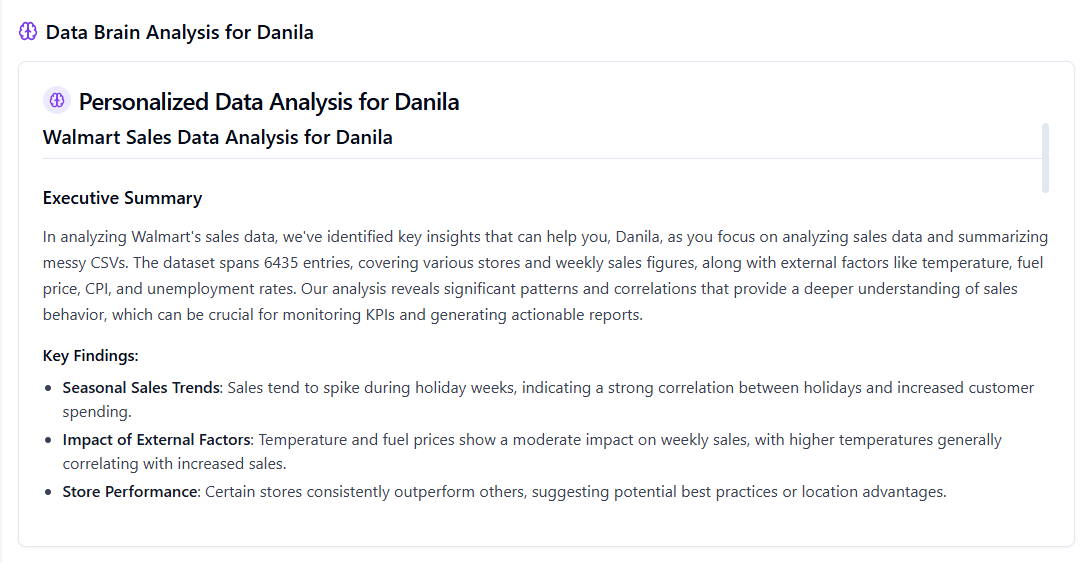 Data Brain Analysis for Danila
Personalized Data Analysis for Danila
Walmart Sales Data Analysis for Danila
Executive Summary
In analyzing Walmart's sales data, we've identified key insights that can help you, Danila, as you focus on analyzing sales data and summarizing
messy CSVs. The dataset spans 6435 entries, covering various stores and weekly sales figures, along with external factors like temperature, fuel
price, CPI, and unemployment rates. Our analysis reveals significant patterns and correlations that provide a deeper understanding of sales
behavior, which can be crucial for monitoring KPIs and generating actionable reports.
Key Findings:
• Seasonal Sales Trends: Sales tend to spike during holiday weeks, indicating a strong correlation between holidays and increased customer
spending.
• Impact of External Factors: Temperature and fuel prices show a moderate impact on weekly sales, with higher temperatures generally
correlating with increased sales.
• Store Performance: Certain stores consistently outperform others, suggesting potential best practices or location advantages.